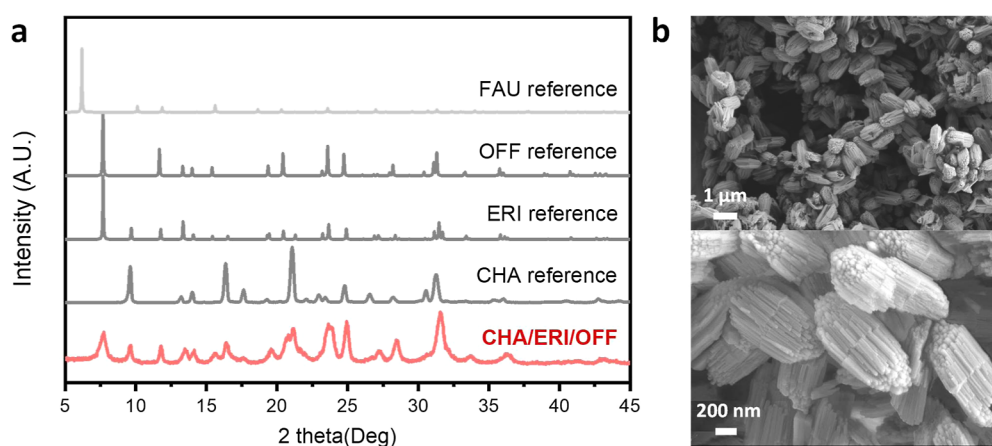 a
Intensity (A.U.)
FAU reference
OFF reference
ERI reference
CHA reference
CHA/ERI/OFF
5 10 15 20 25 30 35 40 45
2 theta(Deg)
b
1 μm
200 nm